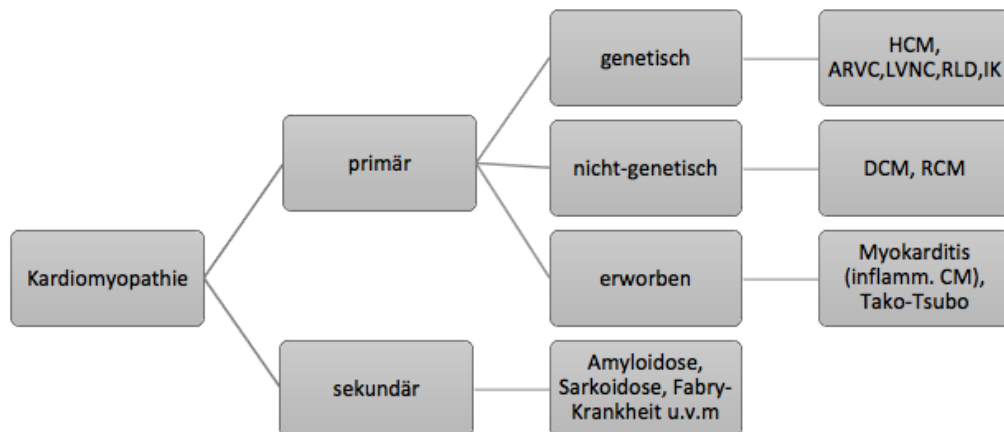 Kardiomyopathie
primär
genetisch
HCM,
ARVC,LVNC,RLD,IK
nicht-genetisch
DCM, RCM
erworben
Myokarditis
(inflamm. CM),
Tako-Tsubo
sekundär
Amyloidose,
Sarkoidose, Fabry-
Krankheit u.v.m